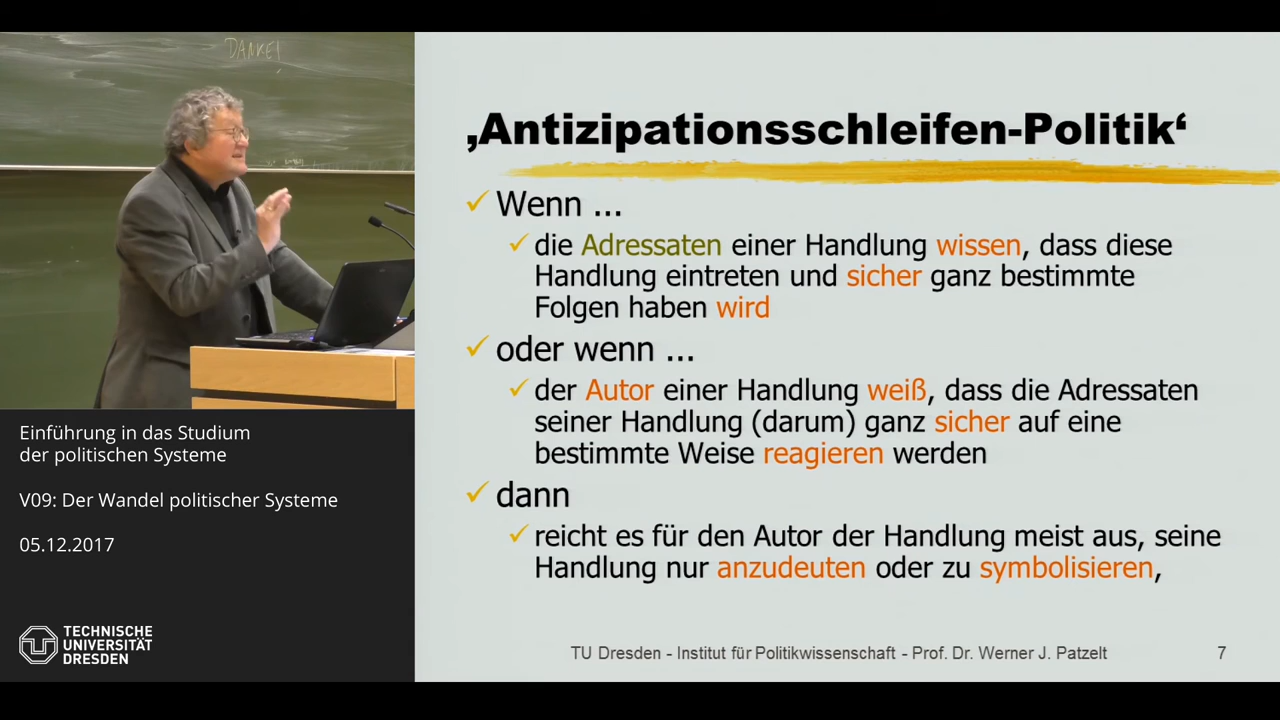 DANKE!
Einführung in das Studium
der politischen Systeme
V09: Der Wandel politischer Systeme
05.12.2017
TECHNISCHE
UNIVERSITÄT
DRESDEN
‚Antizipationsschleifen-Politik‘
Wenn ...
die Adressaten einer Handlung wissen, dass diese
Handlung eintreten und sicher ganz bestimmte
Folgen haben wird
oder wenn ...
der Autor einer Handlung weiß, dass die Adressaten
seiner Handlung (darum) ganz sicher auf eine
bestimmte Weise reagieren werden
dann
reicht es für den Autor der Handlung meist aus, seine
Handlung nur anzudeuten oder zu symbolisieren,
TU Dresden - Institut für Politikwissenschaft - Prof. Dr. Werner J. Patzelt
7